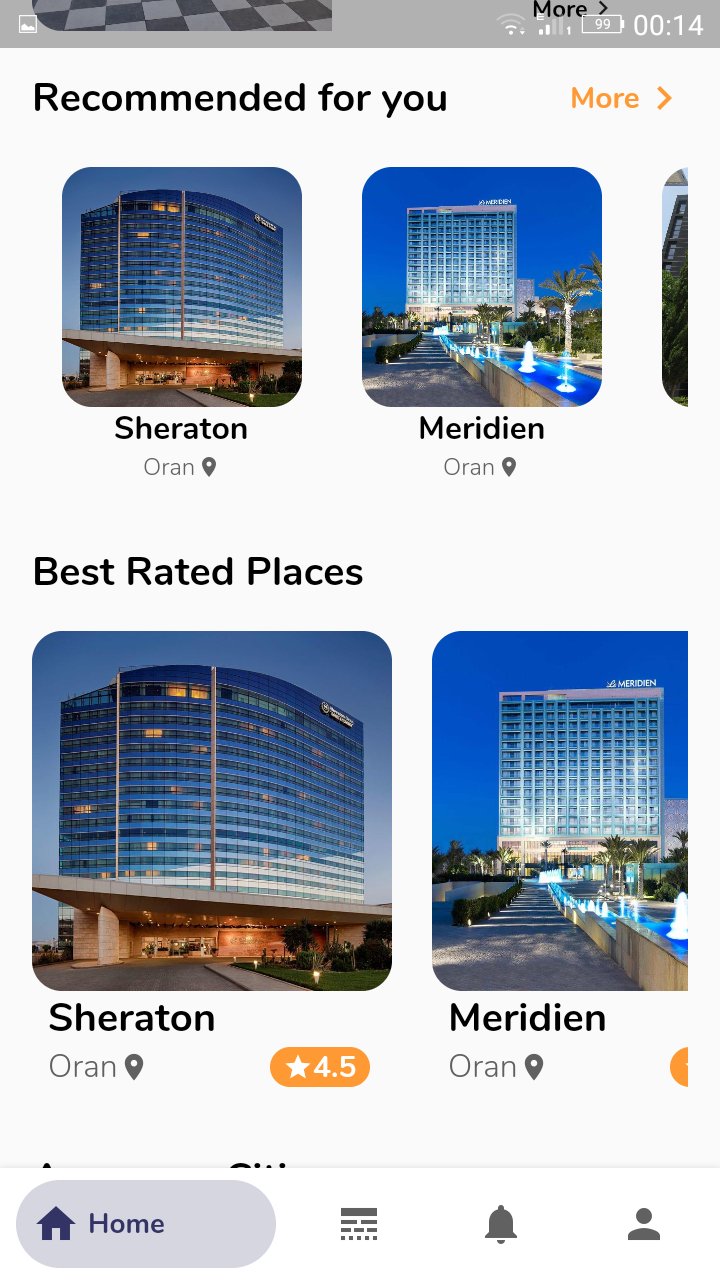 More
99 00:14
Recommended for you More
MERIDIEN
Sheraton Meridien
Oran Oran
Best Rated Places
Le MERIDIEN
Sheraton Meridien
Oran 4.5 Oran
Home